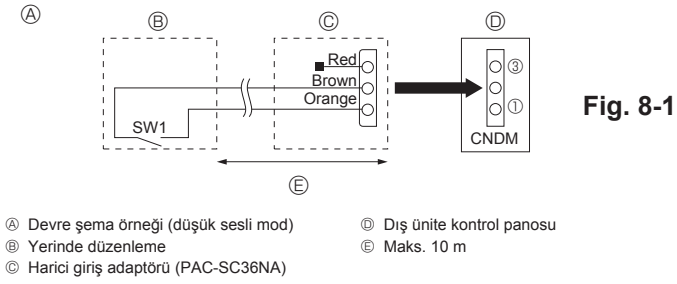 Ⓐ
Ⓑ
Ⓒ
Ⓓ
Red
Brown
Orange
SW1
③
①
CNDM
Fig. 8-1
Ⓔ
Ⓐ Devre şema örneği (düşük sesli mod)
Ⓑ Yerinde düzenleme
Ⓒ Harici giriş adaptörü (PAC-SC36NA)
Ⓓ Dış ünite kontrol panosu
Ⓔ Maks. 10 m